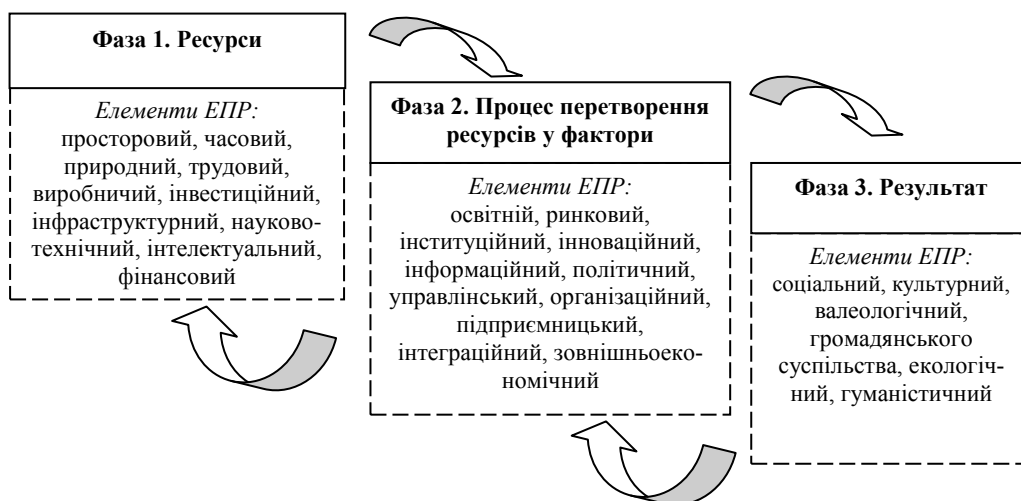 Фаза 1. Ресурси
Елементи ЕПР:
просторовий, часовий,
природний, трудовий,
виробничий, інвестиційний,
інфраструктурний, науково-
технічний, інтелектуальний,
фінансовий
Фаза 2. Процес перетворення
ресурсів у фактори
Елементи ЕПР:
освітній, ринковий,
інституційний, інноваційний,
інформаційний, політичний,
управлінський, організаційний,
підприємницький,
інтеграційний, зовнішньоеко-
номічний
Фаза 3. Результат
Елементи ЕПР:
соціальний, культурний,
валеологічний,
громадянського
суспільства, екологіч-
ний, гуманістичний